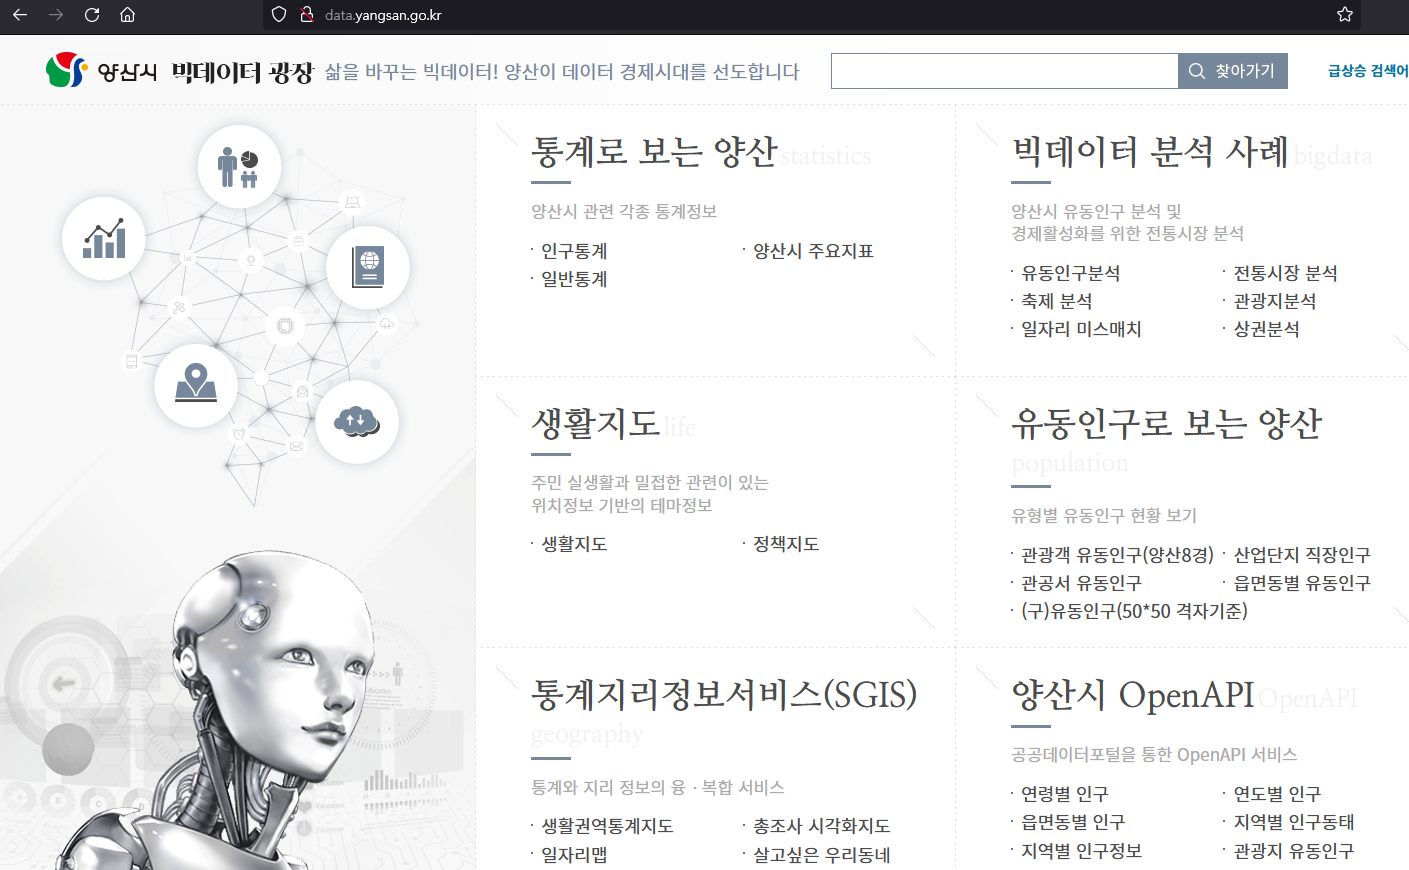 data.yangsan.go.kr
양산시 빅데이터 광장 삶을 바꾸는 빅데이터! 양산이 데이터 경제시대를 선도합니다
찾아가기
급상승 검색어
통계로 보는 양산 statistics
양산시 관련 각종 통계정보
· 인구통계
· 양산시 주요지표
· 일반통계
빅데이터 분석 사례 bigdata
양산시 유동인구 분석 및
경제활성화를 위한 전통시장 분석
· 유동인구분석
· 전통시장 분석
· 축제 분석
· 관광지분석
· 일자리 미스매치
· 상권분석
생활지도 life
주민 실생활과 밀접한 관련이 있는
위치정보 기반의 테마정보
· 생활지도
· 정책지도
유동인구로 보는 양산
population
유형별 유동인구 현황 보기
· 관광객 유동인구(양산8경)
· 산업단지 직장인구
· 관공서 유동인구
· 읍면동별 유동인구
· (구)유동인구(50*50 격자기준)
통계지리정보서비스(SGIS)
geography
통계와 지리 정보의 융 · 복합 서비스
· 생활권역통계지도
· 총조사 시각화지도
· 일자리맵
· 살고싶은 우리동네
양산시 OpenAPI OpenAPI
공공데이터포털을 통한 OpenAPI 서비스
· 연령별 인구
· 연도별 인구
· 읍면동별 인구
· 지역별 인구동태
· 지역별 인구정보
· 관광지 유동인구